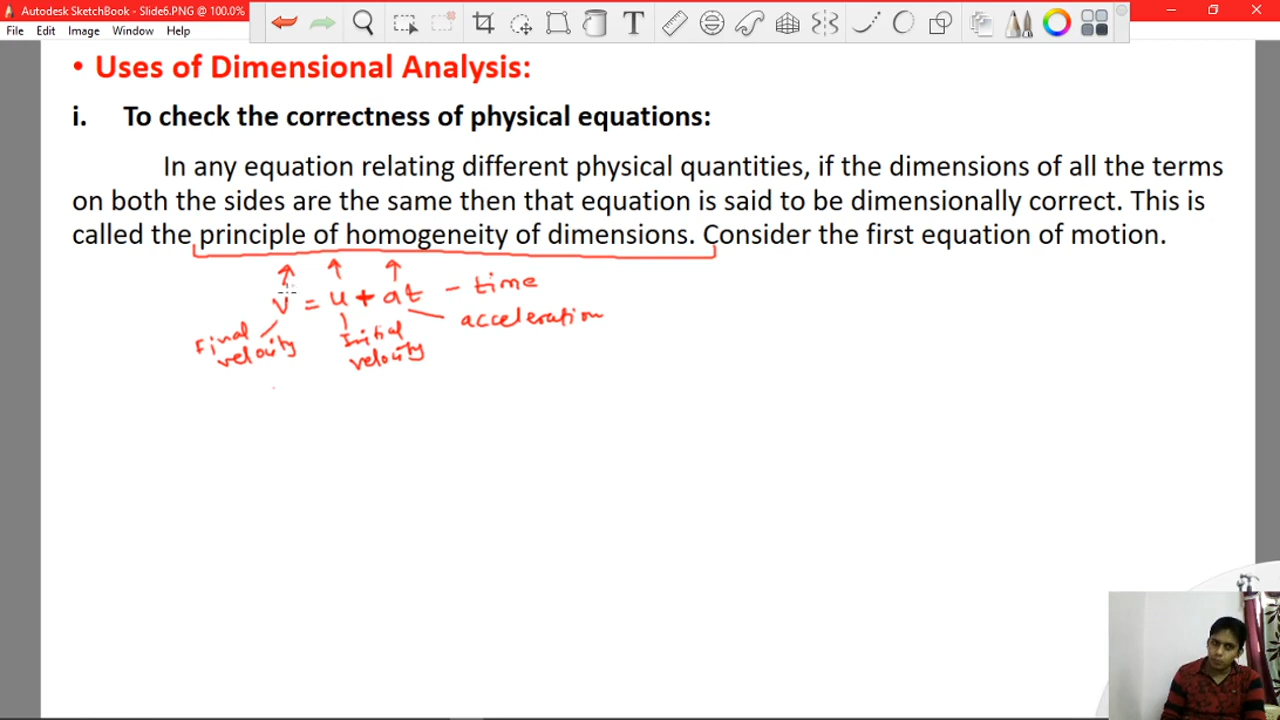 Autodesk SketchBook - Slide6.PNG @ 100.0%
File Edit Image Window Help
• Uses of Dimensional Analysis:
i. To check the correctness of physical equations:
In any equation relating different physical quantities, if the dimensions of all the terms
on both the sides are the same then that equation is said to be dimensionally correct. This is
called the principle of homogeneity of dimensions. Consider the first equation of motion.
v = u + at - time
acceleration
Final
velocity
Initial
velocity